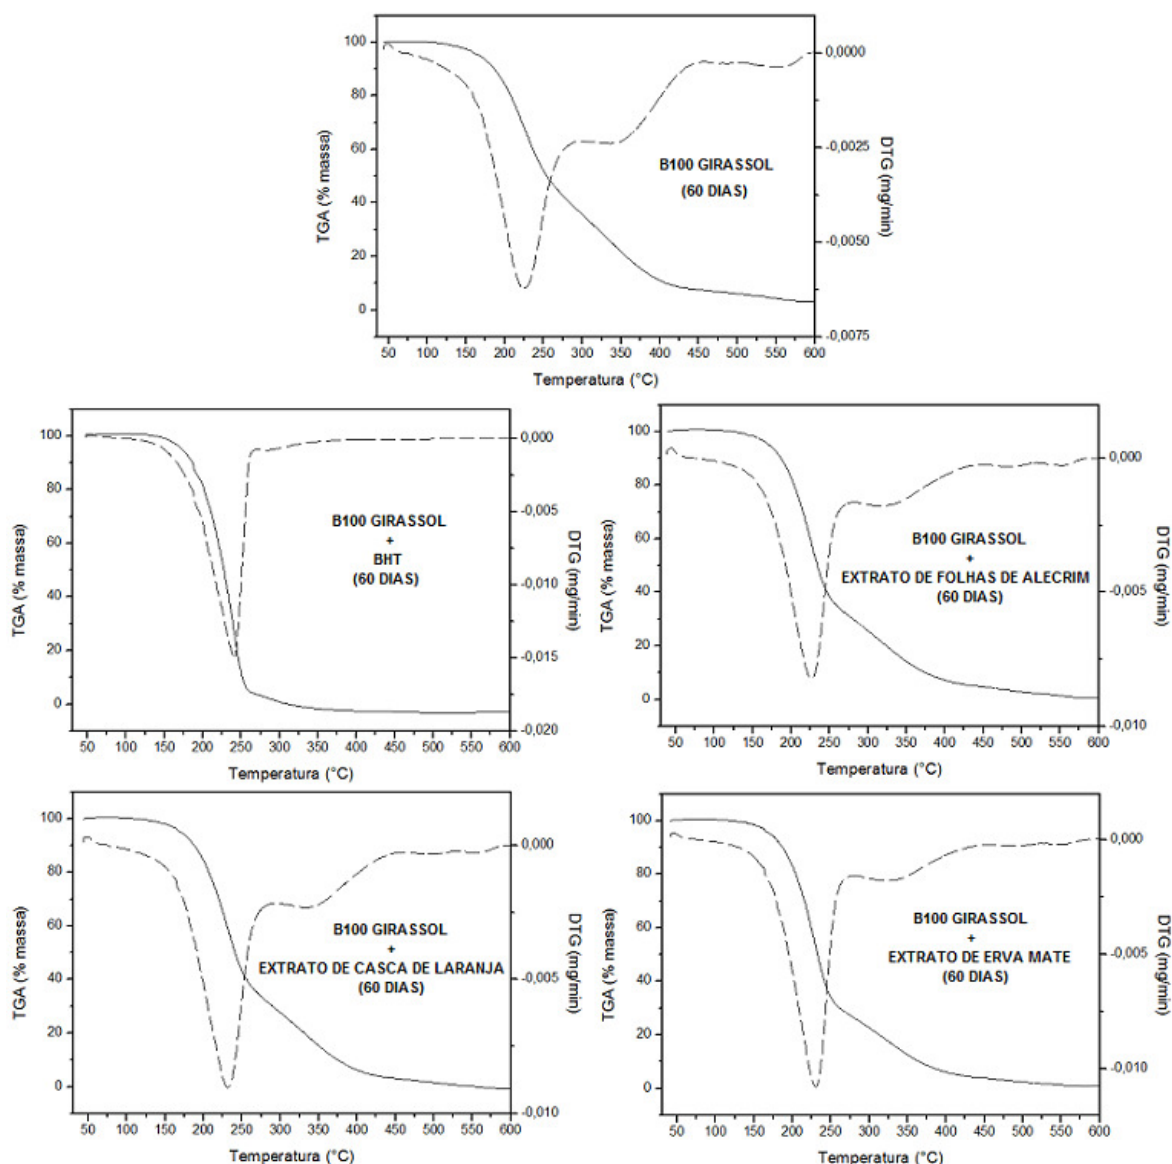 100
80
60
40
20
0
TGA (% massa)
0,0000
-0,0025
-0,0050
-0,0075
DTG (mg/min)
B100 GIRASSOL
(60 DIAS)
50 100 150 200 250 300 350 400 450 500 550 600
Temperatura (°C)
100
80
60
40
20
0
TGA (% massa)
0,000
-0,005
-0,010
-0,015
-0,020
DTG (mg/min)
B100 GIRASSOL
+
BHT
(60 DIAS)
50 100 150 200 250 300 350 400 450 500 550 600
Temperatura (°C)
100
80
60
40
20
0
TGA (% massa)
0,000
-0,005
-0,010
DTG (mg/min)
B100 GIRASSOL
+
EXTRATO DE FOLHAS DE ALECRIM
(60 DIAS)
50 100 150 200 250 300 350 400 450 500 550 600
Temperatura (°C)
100
80
60
40
20
0
TGA (% massa)
0,000
-0,005
-0,010
DTG (mg/min)
B100 GIRASSOL
+
EXTRATO DE CASCA DE LARANJA
(60 DIAS)
50 100 150 200 250 300 350 400 450 500 550 600
Temperatura (°C)
100
80
60
40
20
0
TGA (% massa)
0,000
-0,005
-0,010
DTG (mg/min)
B100 GIRASSOL
+
EXTRATO DE ERVA MATE
(60 DIAS)
50 100 150 200 250 300 350 400 450 500 550 600
Temperatura (°C)